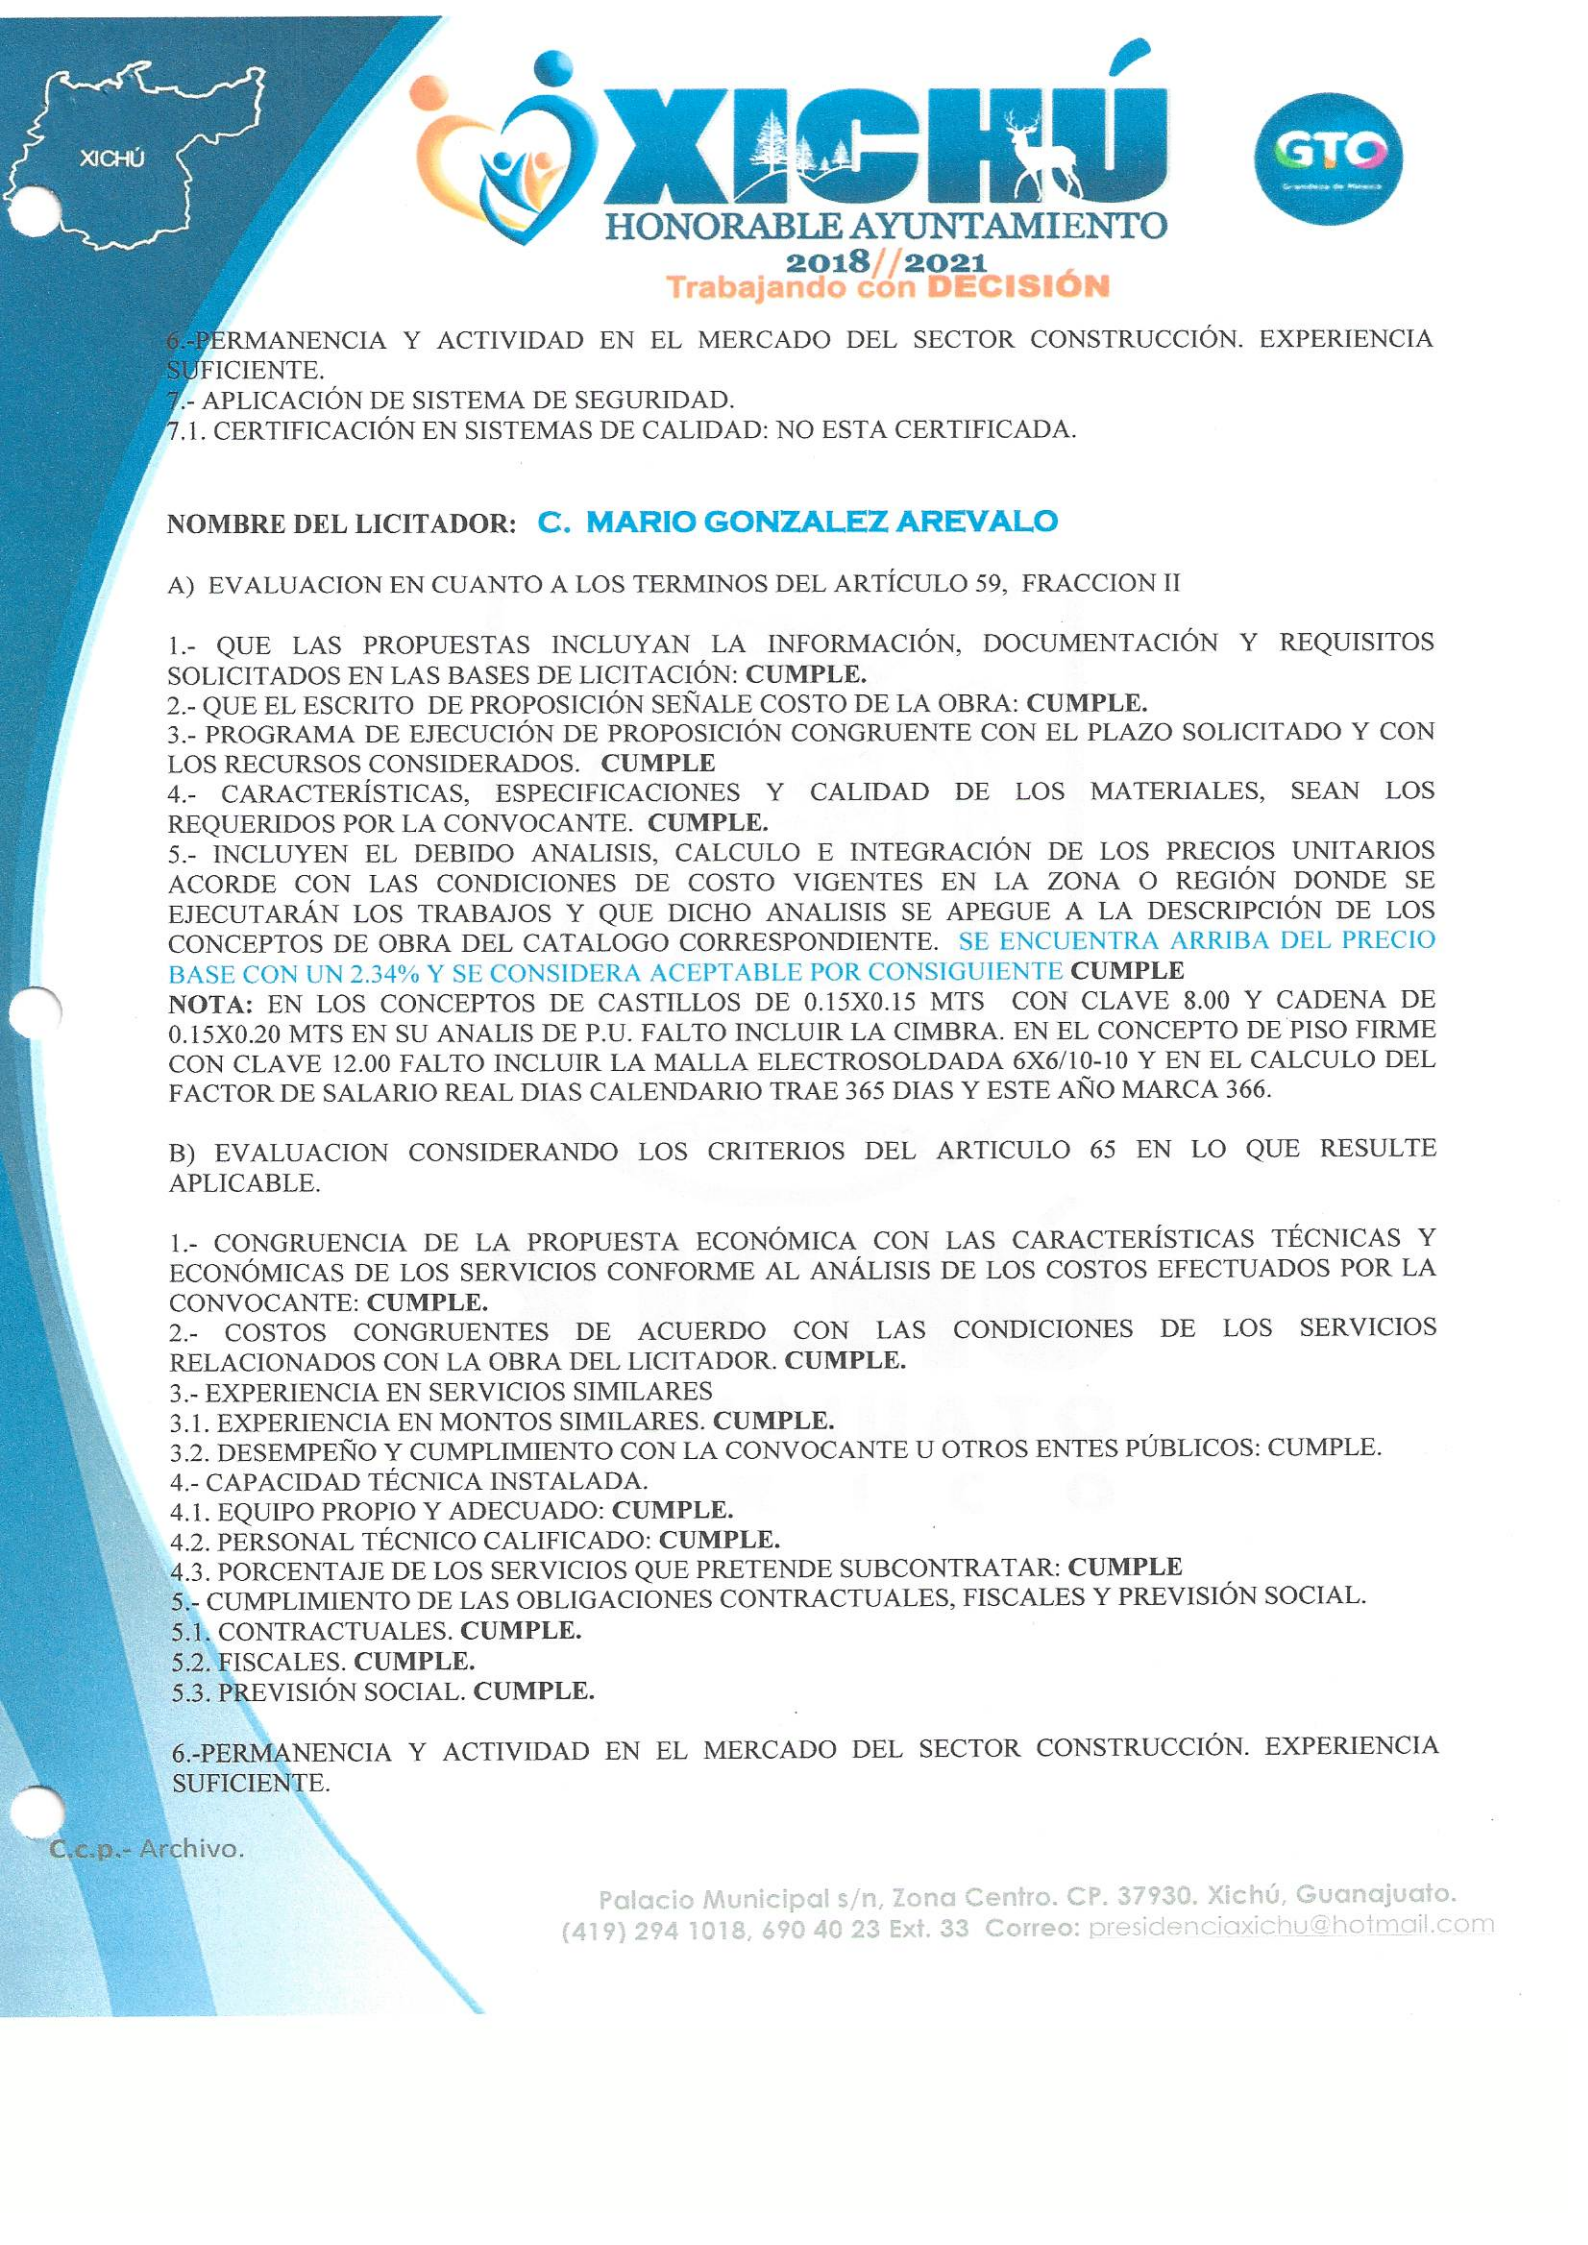 XICHÚ
XICHÚ
GTO
Grandeza de México
HONORABLE AYUNTAMIENTO
2018//2021
Trabajando con DECISIÓN
6.-PERMANENCIA Y ACTIVIDAD EN EL MERCADO DEL SECTOR CONSTRUCCIÓN. EXPERIENCIA
SUFICIENTE.
7.- APLICACIÓN DE SISTEMA DE SEGURIDAD.
7.1. CERTIFICACIÓN EN SISTEMAS DE CALIDAD: NO ESTA CERTIFICADA.
NOMBRE DEL LICITADOR: C. MARIO GONZALEZ AREVALO
A) EVALUACION EN CUANTO A LOS TERMINOS DEL ARTÍCULO 59, FRACCION II
1.- QUE LAS PROPUESTAS INCLUYAN LA INFORMACIÓN, DOCUMENTACIÓN Y REQUISITOS
SOLICITADOS EN LAS BASES DE LICITACIÓN: CUMPLE.
2.- QUE EL ESCRITO DE PROPOSICIÓN SEÑALE COSTO DE LA OBRA: CUMPLE.
3.- PROGRAMA DE EJECUCIÓN DE PROPOSICIÓN CONGRUENTE CON EL PLAZO SOLICITADO Y CON
LOS RECURSOS CONSIDERADOS. CUMPLE
4.- CARACTERÍSTICAS, ESPECIFICACIONES Y CALIDAD DE LOS MATERIALES, SEAN LOS
REQUERIDOS POR LA CONVOCANTE. CUMPLE.
5.- INCLUYEN EL DEBIDO ANALISIS, CALCULO E INTEGRACIÓN DE LOS PRECIOS UNITARIOS
ACORDE CON LAS CONDICIONES DE COSTO VIGENTES EN LA ZONA O REGIÓN DONDE SE
EJECUTARÁN LOS TRABAJOS Y QUE DICHO ANALISIS SE APEGUE A LA DESCRIPCIÓN DE LOS
CONCEPTOS DE OBRA DEL CATALOGO CORRESPONDIENTE. SE ENCUENTRA ARRIBA DEL PRECIO
BASE CON UN 2.34% Y SE CONSIDERA ACEPTABLE POR CONSIGUIENTE CUMPLE
NOTA: EN LOS CONCEPTOS DE CASTILLOS DE 0.15X0.15 MTS CON CLAVE 8.00 Y CADENA DE
0.15X0.20 MTS EN SU ANALIS DE P.U. FALTO INCLUIR LA CIMBRA. EN EL CONCEPTO DE PISO FIRME
CON CLAVE 12.00 FALTO INCLUIR LA MALLA ELECTROSOLDADA 6X6/10-10 Y EN EL CALCULO DEL
FACTOR DE SALARIO REAL DIAS CALENDARIO TRAE 365 DIAS Y ESTE AÑO MARCA 366.
B) EVALUACION CONSIDERANDO LOS CRITERIOS DEL ARTICULO 65 EN LO QUE RESULTE
APLICABLE.
1.- CONGRUENCIA DE LA PROPUESTA ECONÓMICA CON LAS CARACTERÍSTICAS TÉCNICAS Y
ECONÓMICAS DE LOS SERVICIOS CONFORME AL ANÁLISIS DE LOS COSTOS EFECTUADOS POR LA
CONVOCANTE: CUMPLE.
2.- COSTOS CONGRUENTES DE ACUERDO CON LAS CONDICIONES DE LOS SERVICIOS
RELACIONADOS CON LA OBRA DEL LICITADOR. CUMPLE.
3.- EXPERIENCIA EN SERVICIOS SIMILARES
3.1. EXPERIENCIA EN MONTOS SIMILARES. CUMPLE.
3.2. DESEMPEÑO Y CUMPLIMIENTO CON LA CONVOCANTE U OTROS ENTES PÚBLICOS: CUMPLE.
4.- CAPACIDAD TÉCNICA INSTALADA.
4.1. EQUIPO PROPIO Y ADECUADO: CUMPLE.
4.2. PERSONAL TÉCNICO CALIFICADO: CUMPLE.
4.3. PORCENTAJE DE LOS SERVICIOS QUE PRETENDE SUBCONTRATAR: CUMPLE
5.- CUMPLIMIENTO DE LAS OBLIGACIONES CONTRACTUALES, FISCALES Y PREVISIÓN SOCIAL.
5.1. CONTRACTUALES. CUMPLE.
5.2. FISCALES. CUMPLE.
5.3. PREVISIÓN SOCIAL. CUMPLE.
6.-PERMANENCIA Y ACTIVIDAD EN EL MERCADO DEL SECTOR CONSTRUCCIÓN. EXPERIENCIA
SUFICIENTE.
C.c.p.- Archivo.
Palacio Municipal s/n, Zona Centro. CP. 37930. Xichú, Guanajuato.
(419) 294 1018, 690 40 23 Ext. 33 Correo: presidenciaxichu@hotmail.com